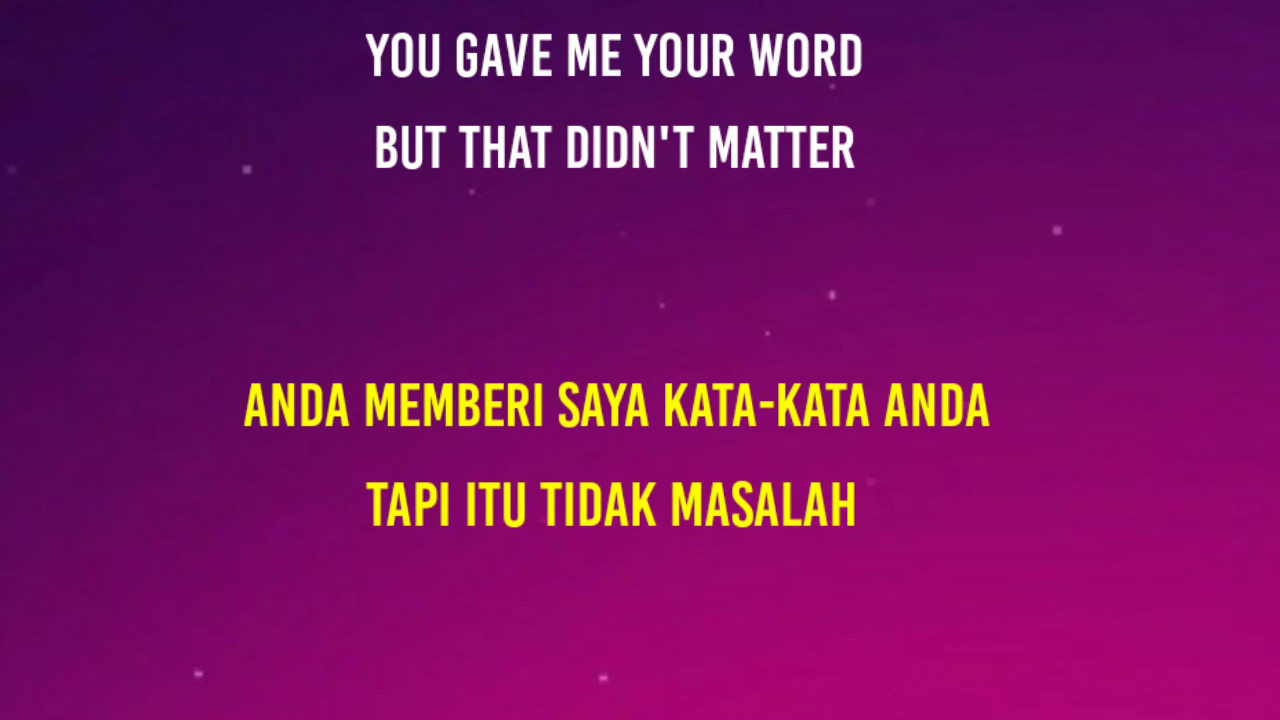 YOU GAVE ME YOUR WORD
BUT THAT DIDN'T MATTER
ANDA MEMBERI SAYA KATA-KATA ANDA
TAPI ITU TIDAK MASALAH